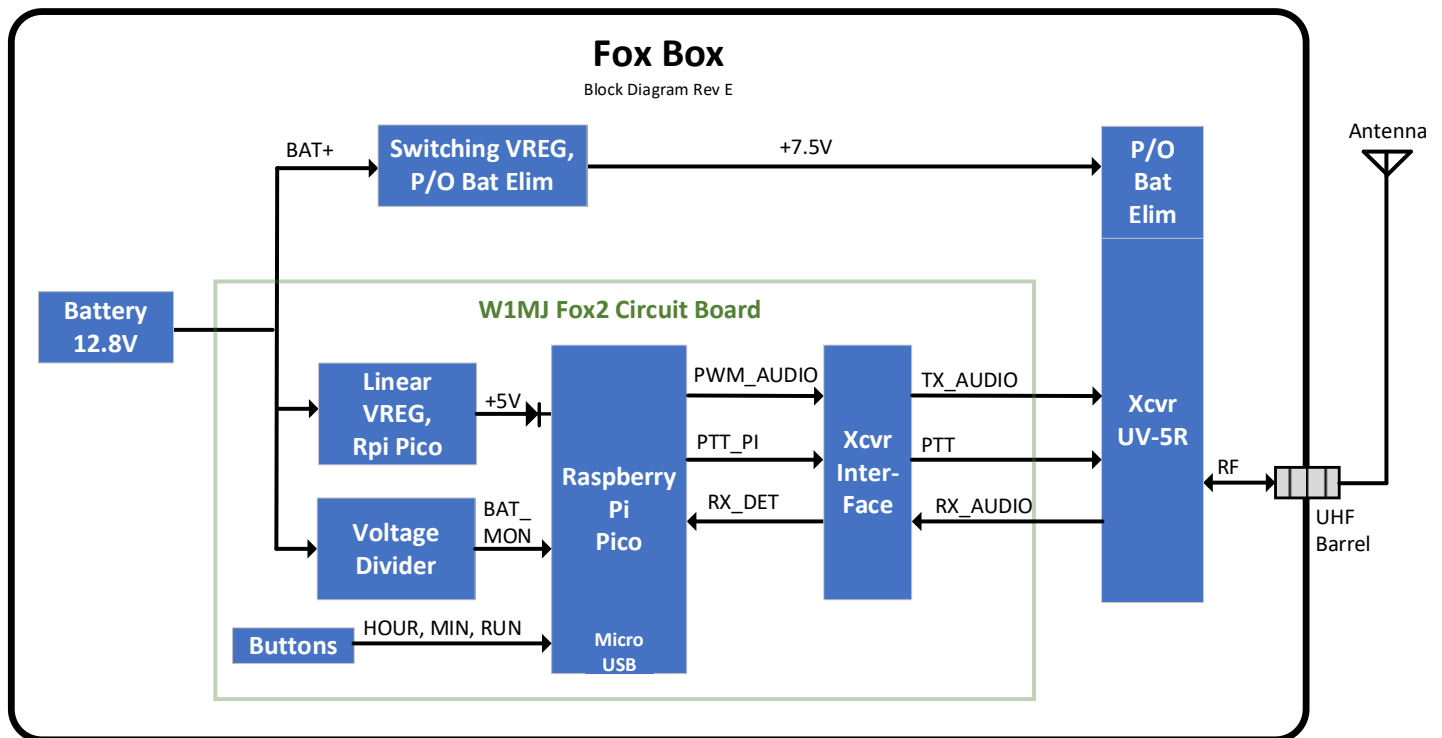 Fox Box
Block Diagram Rev E
Antenna
BAT+
Switching VREG,
P/O Bat Elim
+7.5V
P/O
Bat
Elim
Battery
12.8V
W1MJ Fox2 Circuit Board
Linear
VREG,
Rpi Pico
+5V
Voltage
Divider
BAT_
MON
Buttons
HOUR, MIN, RUN
Raspberry
Pi
Pico
Micro
USB
PWM_AUDIO
PTT_PI
RX_DET
Xcvr
Inter-
Face
TX_AUDIO
PTT
RX_AUDIO
Xcvr
UV-5R
RF
UHF
Barrel